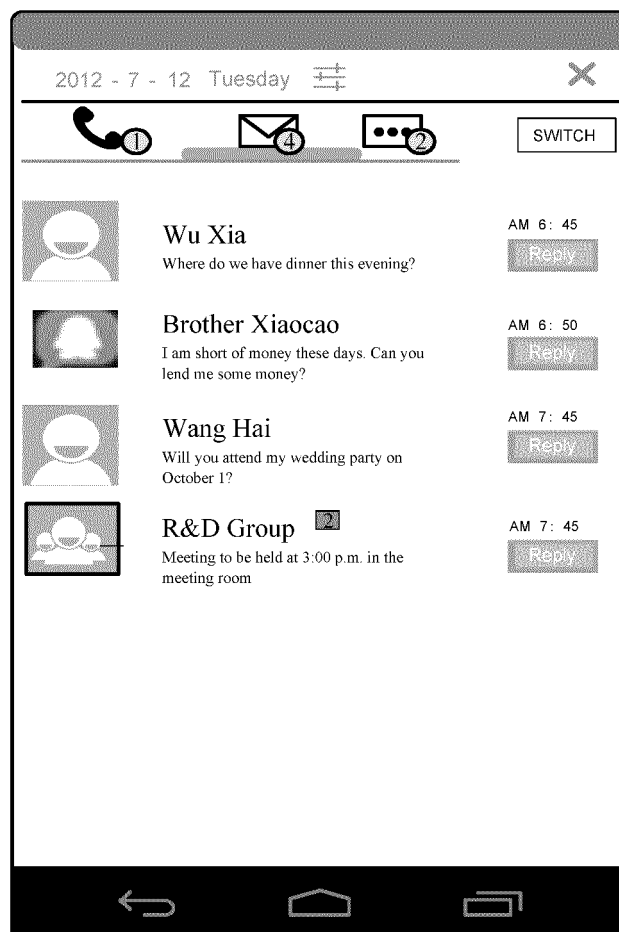 2012 - 7 - 12 Tuesday
1 4 2 SWITCH
Wu Xia
Where do we have dinner this evening?
AM 6: 45
Reply
Brother Xiaocao
I am short of money these days. Can you
lend me some money?
AM 6: 50
Reply
Wang Hai
Will you attend my wedding party on
October 1?
AM 7: 45
Reply
R&D Group 2
Meeting to be held at 3:00 p.m. in the
meeting room
AM 7: 45
Reply